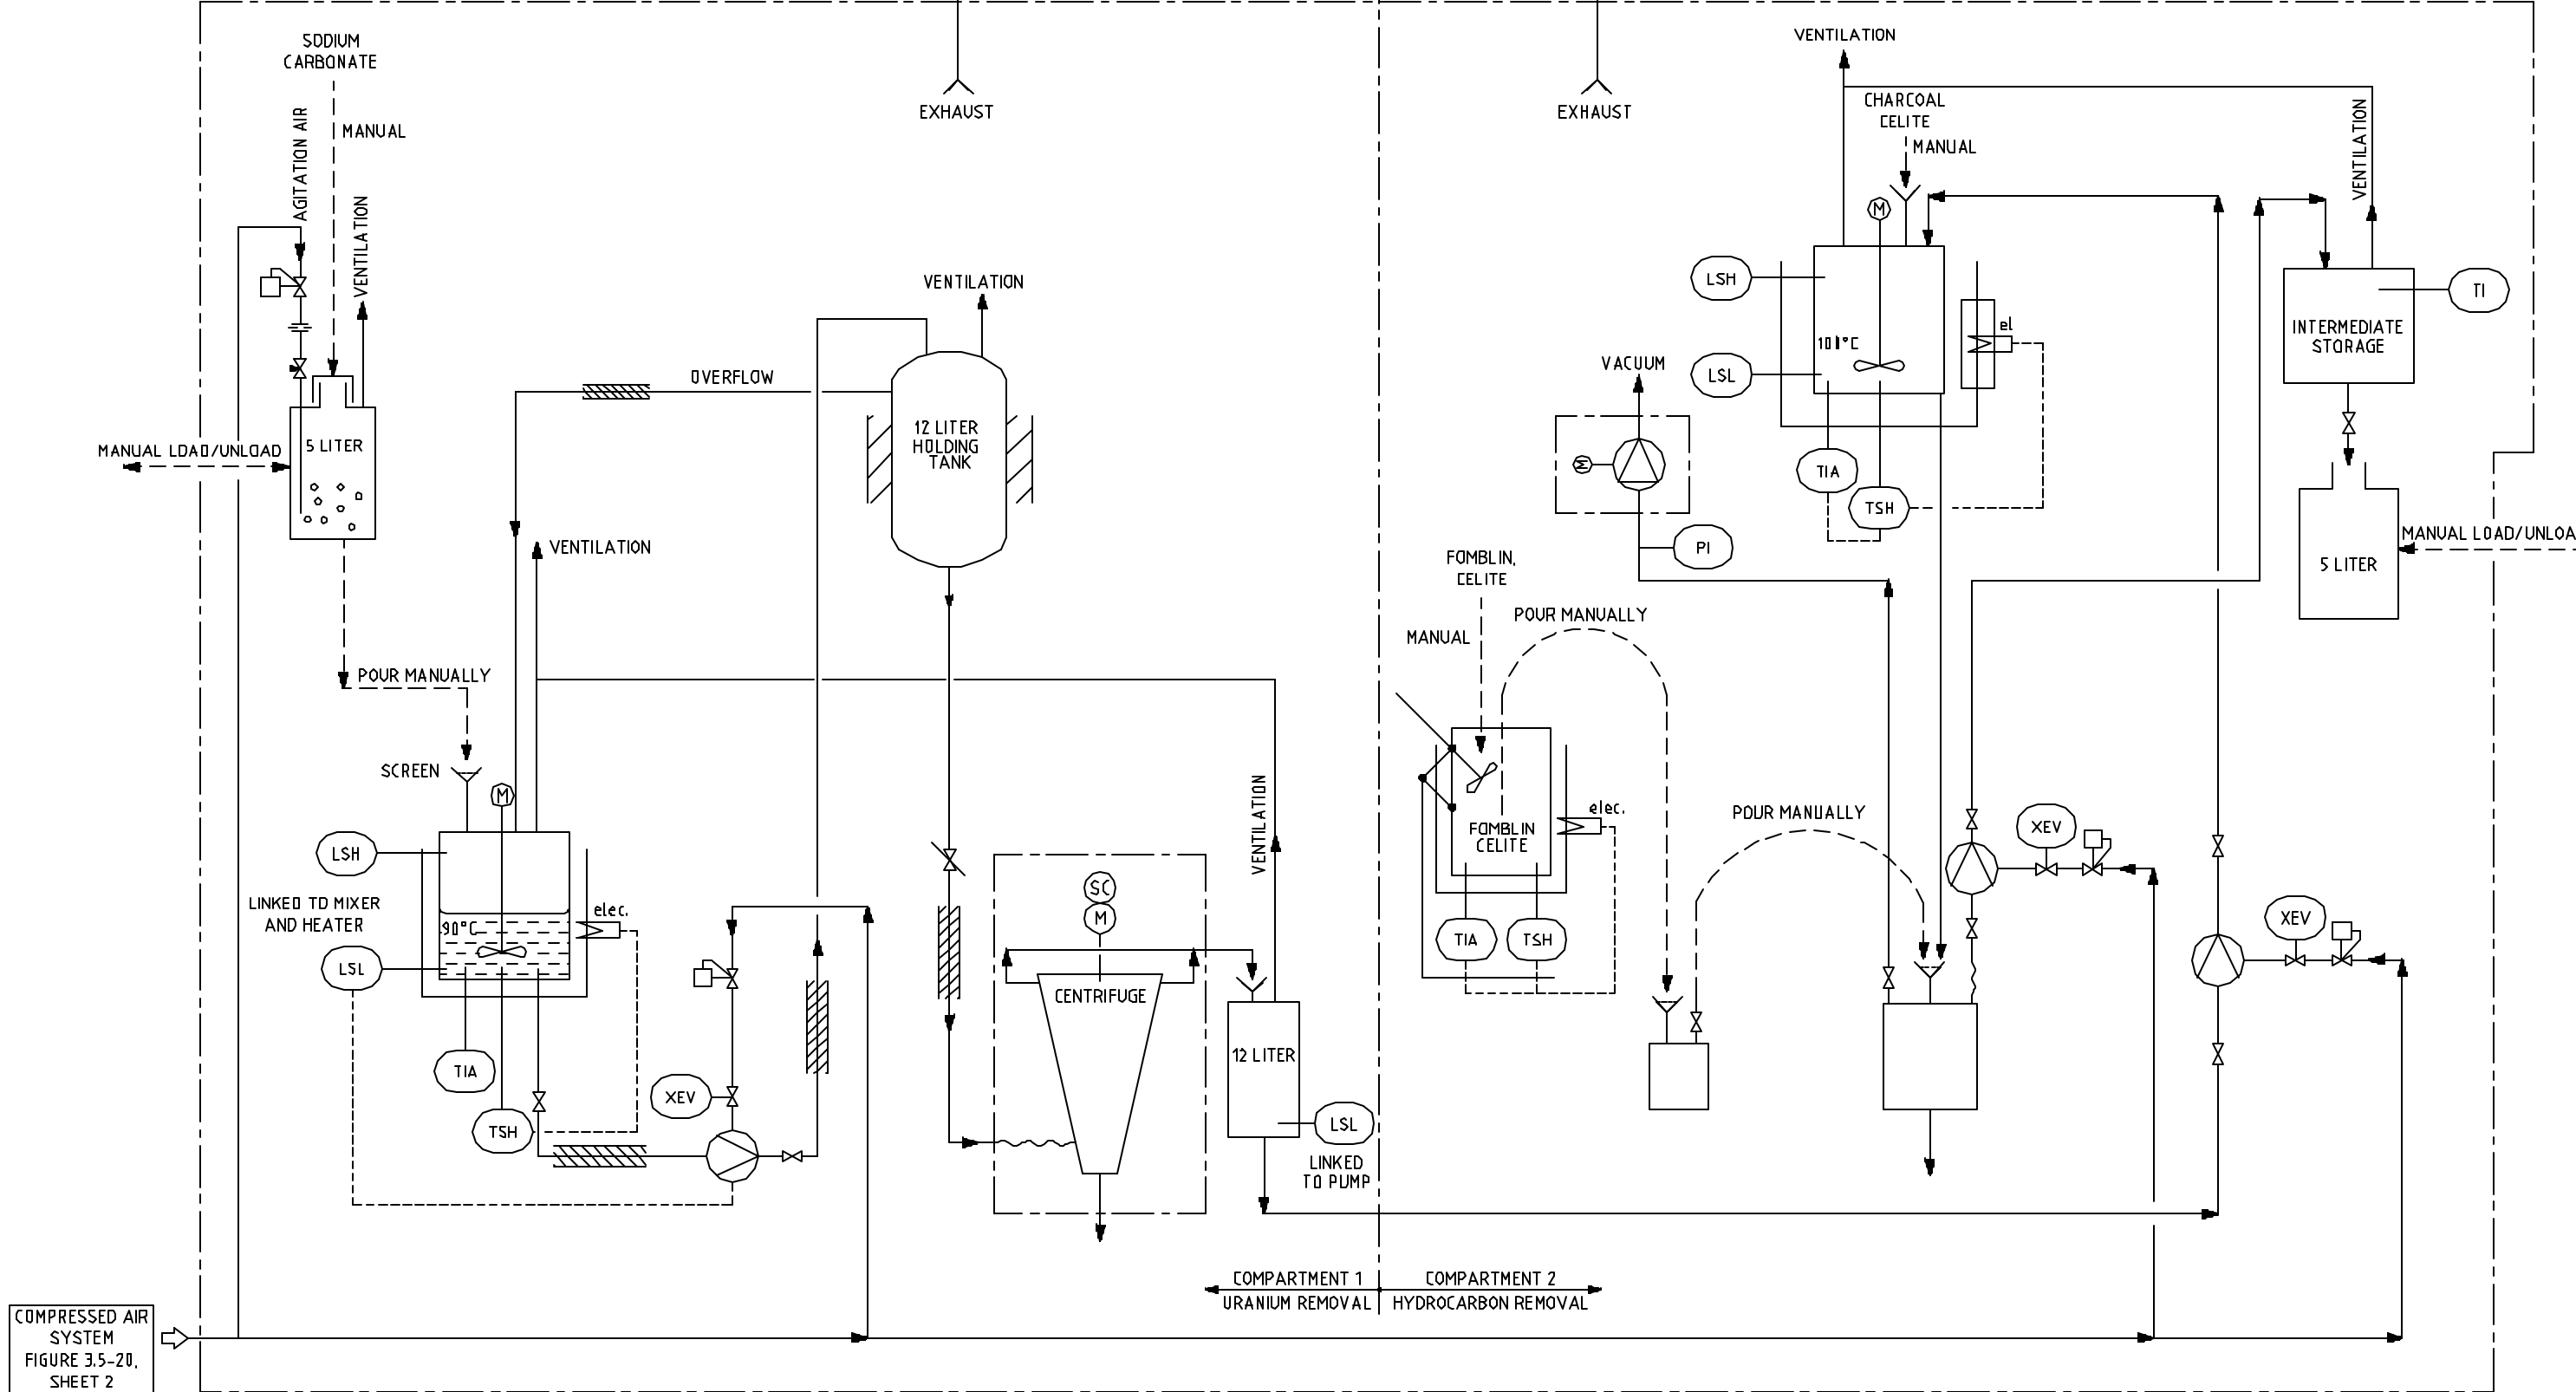 SODIUM
CARBONATE
MANUAL
AGITATION AIR
VENTILATION
MANUAL LOAD/UNLOAD
5 LITER
POUR MANUALLY
VENTILATION
SCREEN
M
LSH
LINKED TO MIXER
AND HEATER
90°C
elec.
LSL
TIA
TSH
XEV
OVERFLOW
EXHAUST
VENTILATION
12 LITER
HOLDING
TANK
SC
M
CENTRIFUGE
VENTILATION
12 LITER
LSL
LINKED
TO PUMP
COMPARTMENT 1
URANIUM REMOVAL
COMPARTMENT 2
HYDROCARBON REMOVAL
COMPRESSED AIR
SYSTEM
FIGURE 3.5-20,
SHEET 2
EXHAUST
VENTILATION
CHARCOAL
CELITE
MANUAL
M
LSH
LSL
el
TIA
TSH
VACUUM
M
PI
FOMBLIN,
CELITE
MANUAL
POUR MANUALLY
FOMBLIN
CELITE
elec.
TIA
TSH
POUR MANUALLY
XEV
XEV
VENTILATION
INTERMEDIATE
STORAGE
TI
5 LITER
MANUAL LOAD/UNLOA